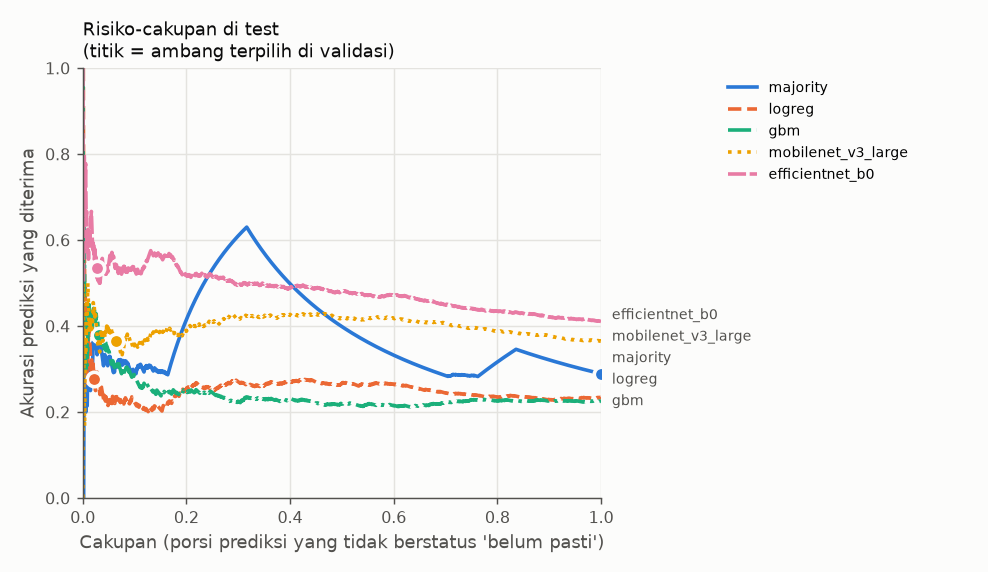 Risiko-cakupan di test
(titik = ambang terpilih di validasi)
1.0
0.8
0.6
0.4
0.2
0.0
Akurasi prediksi yang diterima
0.0 0.2 0.4 0.6 0.8 1.0
Cakupan (porsi prediksi yang tidak berstatus 'belum pasti')
efficientnet_b0
mobilenet_v3_large
majority
logreg
gbm
majority
logreg
gbm
mobilenet_v3_large
efficientnet_b0